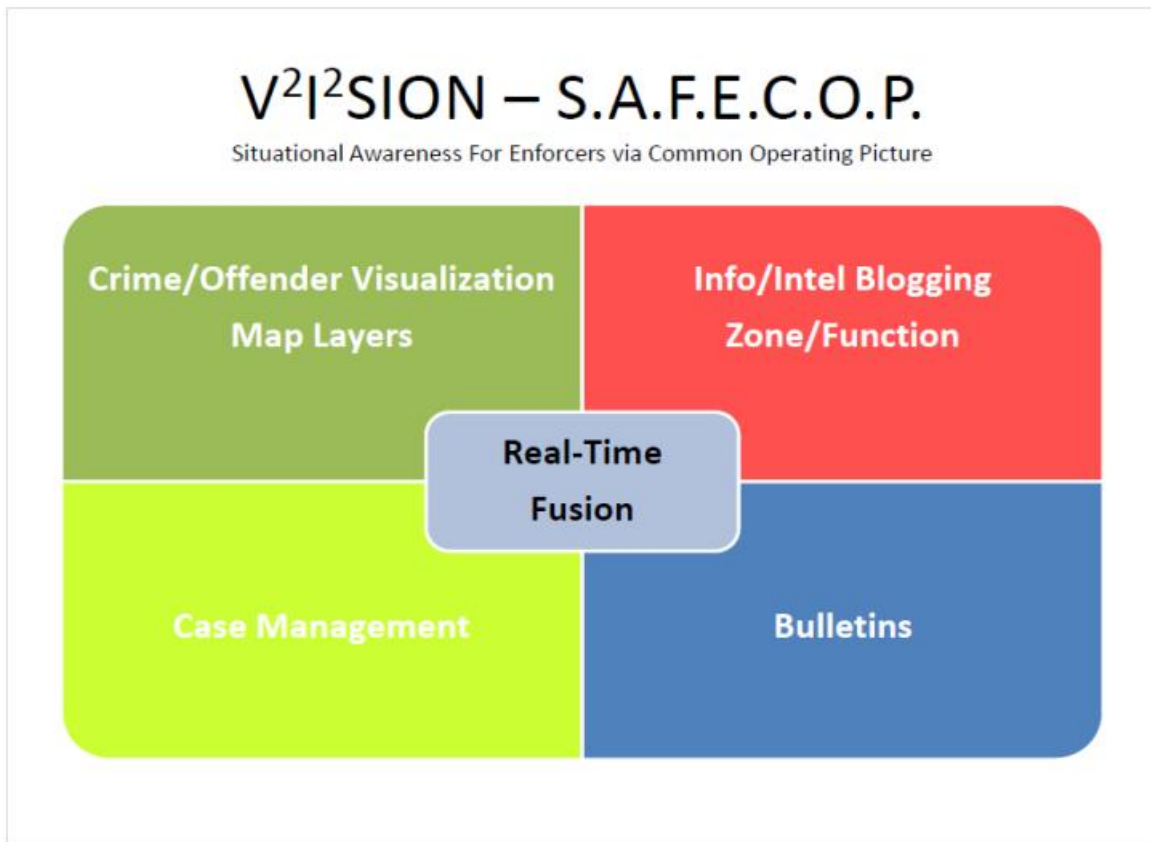 V²I²SION – S.A.F.E.C.O.P.
Situational Awareness For Enforcers via Common Operating Picture
Crime/Offender Visualization
Map Layers
Info/Intel Blogging
Zone/Function
Real-Time
Fusion
Case Management
Bulletins